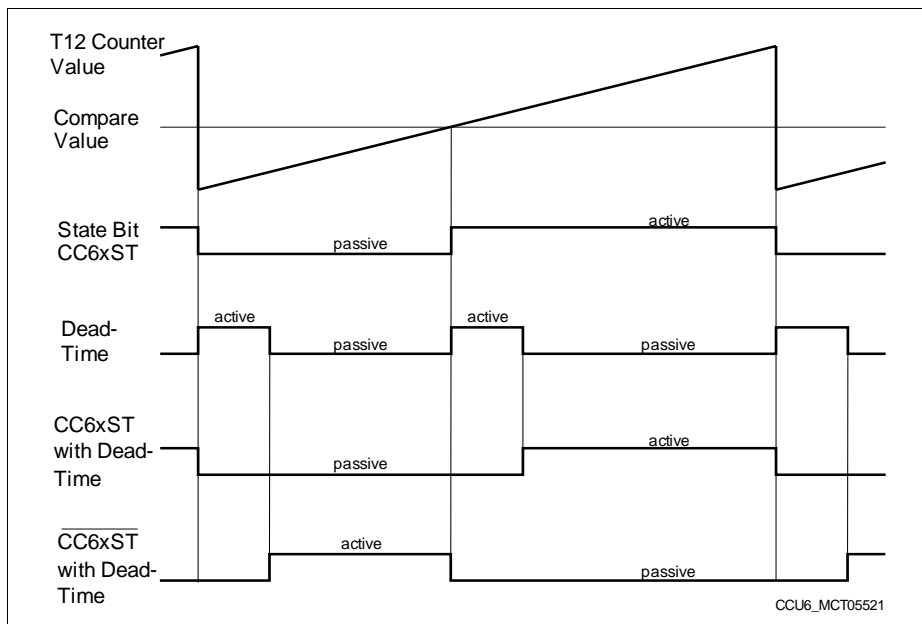 T12 Counter
Value
Compare
Value
State Bit
CC6xST
passive
active
Dead-
Time
active
passive
active
passive
CC6xST
with Dead-
Time
passive
active
CC6xST
with Dead-
Time
active
passive
CCU6_MCT05521